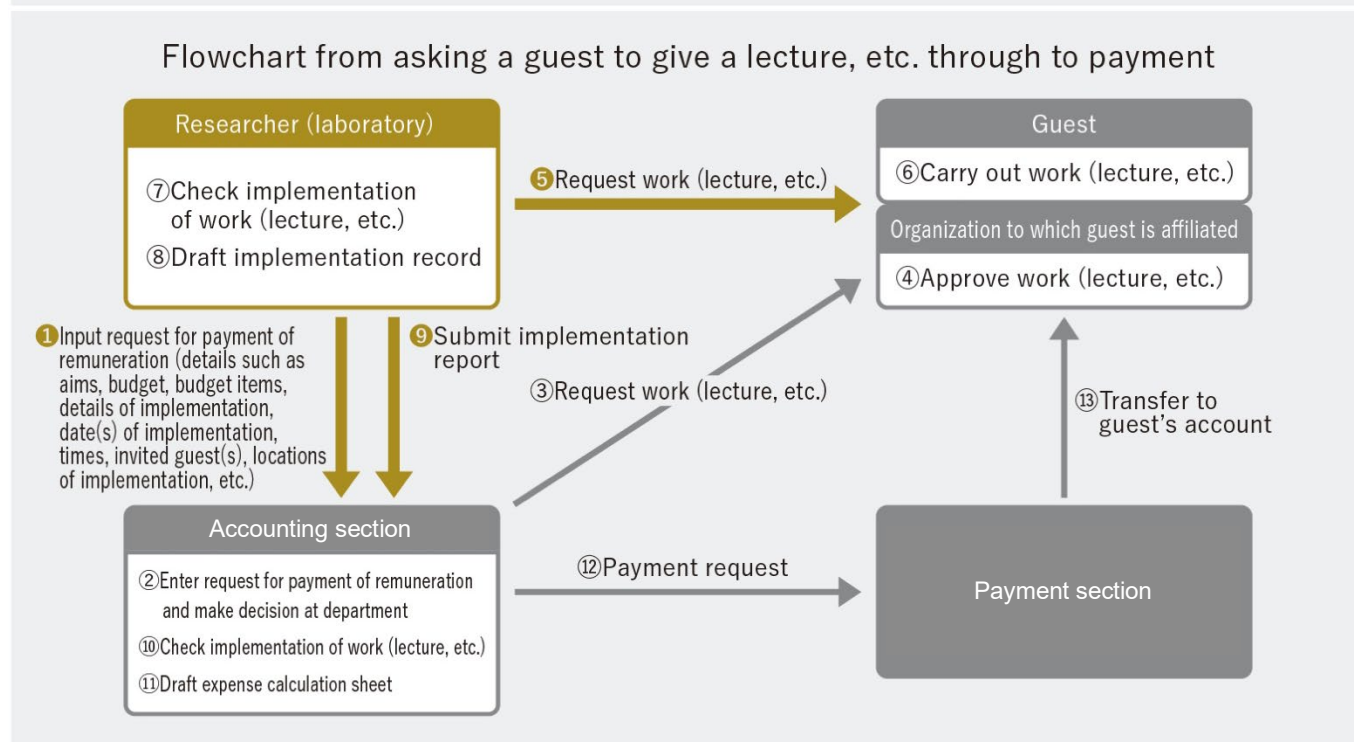 Flowchart from asking a guest to give a lecture, etc. through to payment
Researcher (laboratory)
⑦Check implementation
of work (lecture, etc.)
⑧Draft implementation record
❺Request work (lecture, etc.)
Guest
⑥Carry out work (lecture, etc.)
Organization to which guest is affiliated
④Approve work (lecture, etc.)
❶Input request for payment of
remuneration (details such as
aims, budget, budget items,
details of implementation,
date(s) of implementation,
times, invited guest(s), locations
of implementation, etc.)
❾Submit implementation
report
③Request work (lecture, etc.)
⑬Transfer to
guest's account
Accounting section
②Enter request for payment of remuneration
and make decision at department
⑩Check implementation of work (lecture, etc.)
⑪Draft expense calculation sheet
⑫Payment request
Payment section